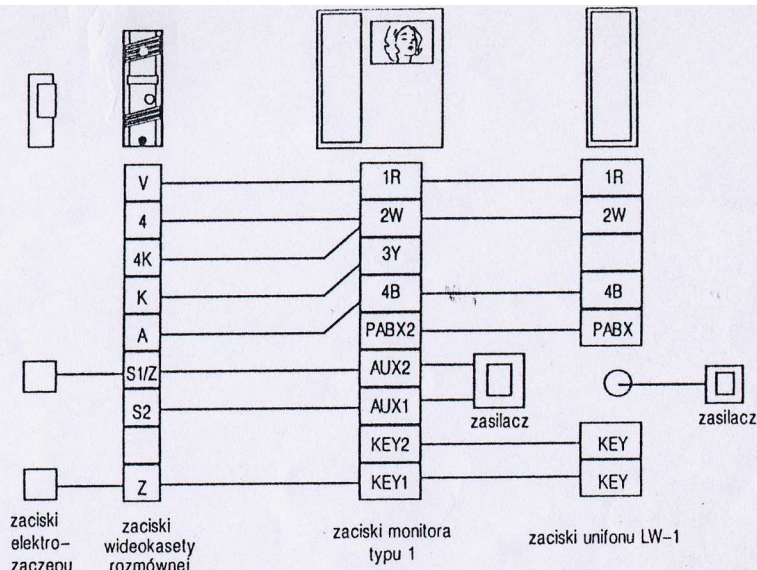 V
4
4K
K
A
S1/Z
S2
Z
1R
2W
3Y
4B
PABX2
AUX2
AUX1
KEY2
KEY1
1R
2W
4B
PABX
KEY
KEY
zasilacz
zasilacz
zaciski
elektro-
zaczepu
zaciski
wideokasety
rozmównej
zaciski monitora
typu 1
zaciski unifonu LW-1